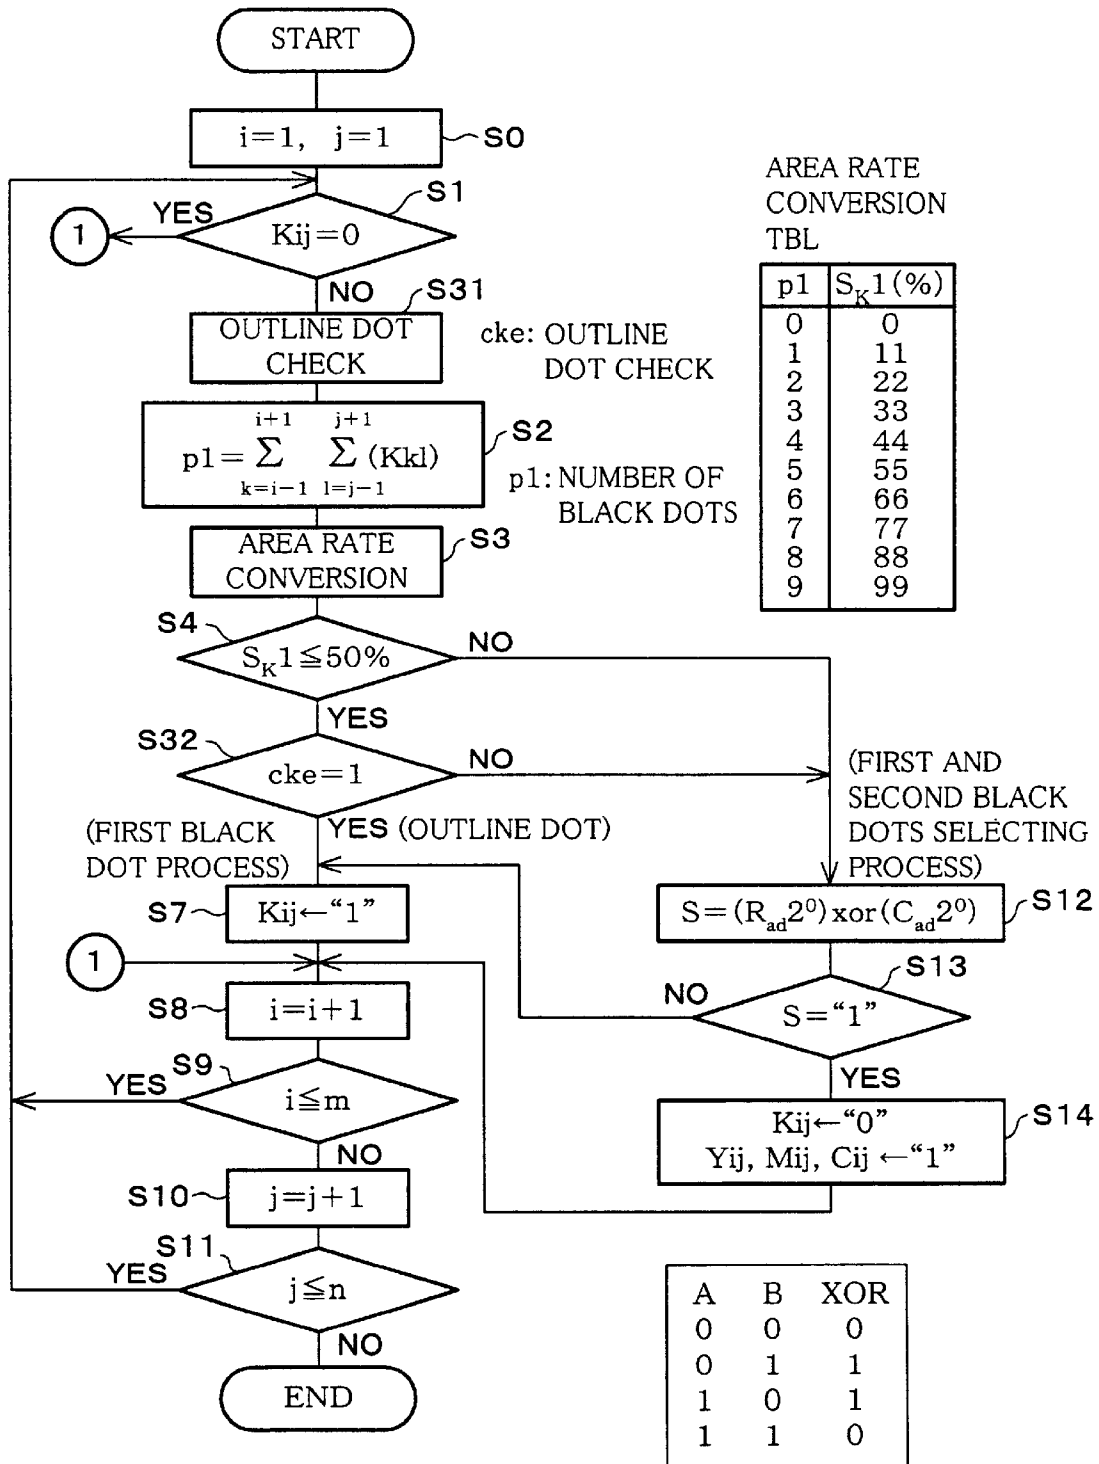 START
i=1, j=1
S0
S1
YES
1
Kij=0
NO
S31
OUTLINE DOT
CHECK
cke: OUTLINE
DOT CHECK
i+1 j+1
p1=Σ Σ (Kkl)
k=i−1 l=j−1
S2
p1: NUMBER OF
BLACK DOTS
AREA RATE
CONVERSION
S3
AREA RATE
CONVERSION
TBL
p1 S_K1(%)
0 0
1 11
2 22
3 33
4 44
5 55
6 66
7 77
8 88
9 99
S4
S_K1≦50%
NO
YES
S32
cke=1
NO
YES (OUTLINE DOT)
(FIRST BLACK
DOT PROCESS)
(FIRST AND
SECOND BLACK
DOTS SELECTING
PROCESS)
S7
Kij←“1”
S=(R_ad2⁰)xor(C_ad2⁰)
S12
1
S13
NO
S=“1”
YES
S8
i=i+1
S9
YES
i≦m
NO
Kij←“0”
Yij, Mij, Cij ←“1”
S14
S10
j=j+1
S11
YES
j≦n
NO
END
A B XOR
0 0 0
0 1 1
1 0 1
1 1 0